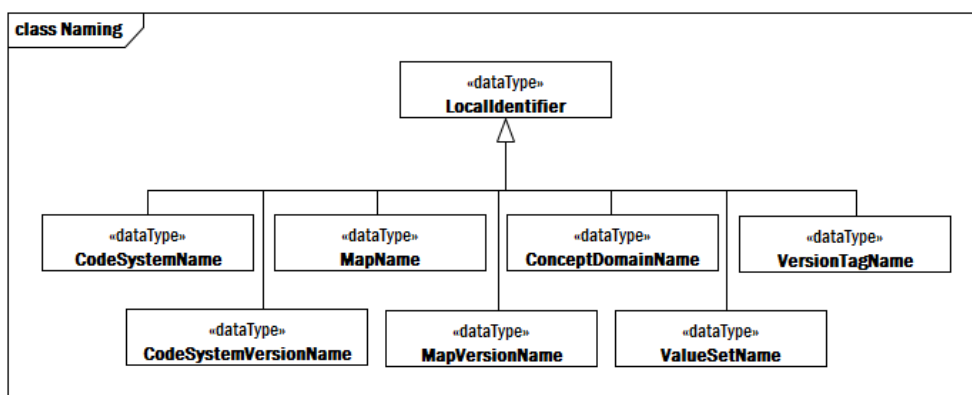 class Naming
«dataType»
LocalIdentifier
«dataType»
CodeSystemName
«dataType»
MapName
«dataType»
ConceptDomainName
«dataType»
VersionTagName
«dataType»
CodeSystemVersionName
«dataType»
MapVersionName
«dataType»
ValueSetName